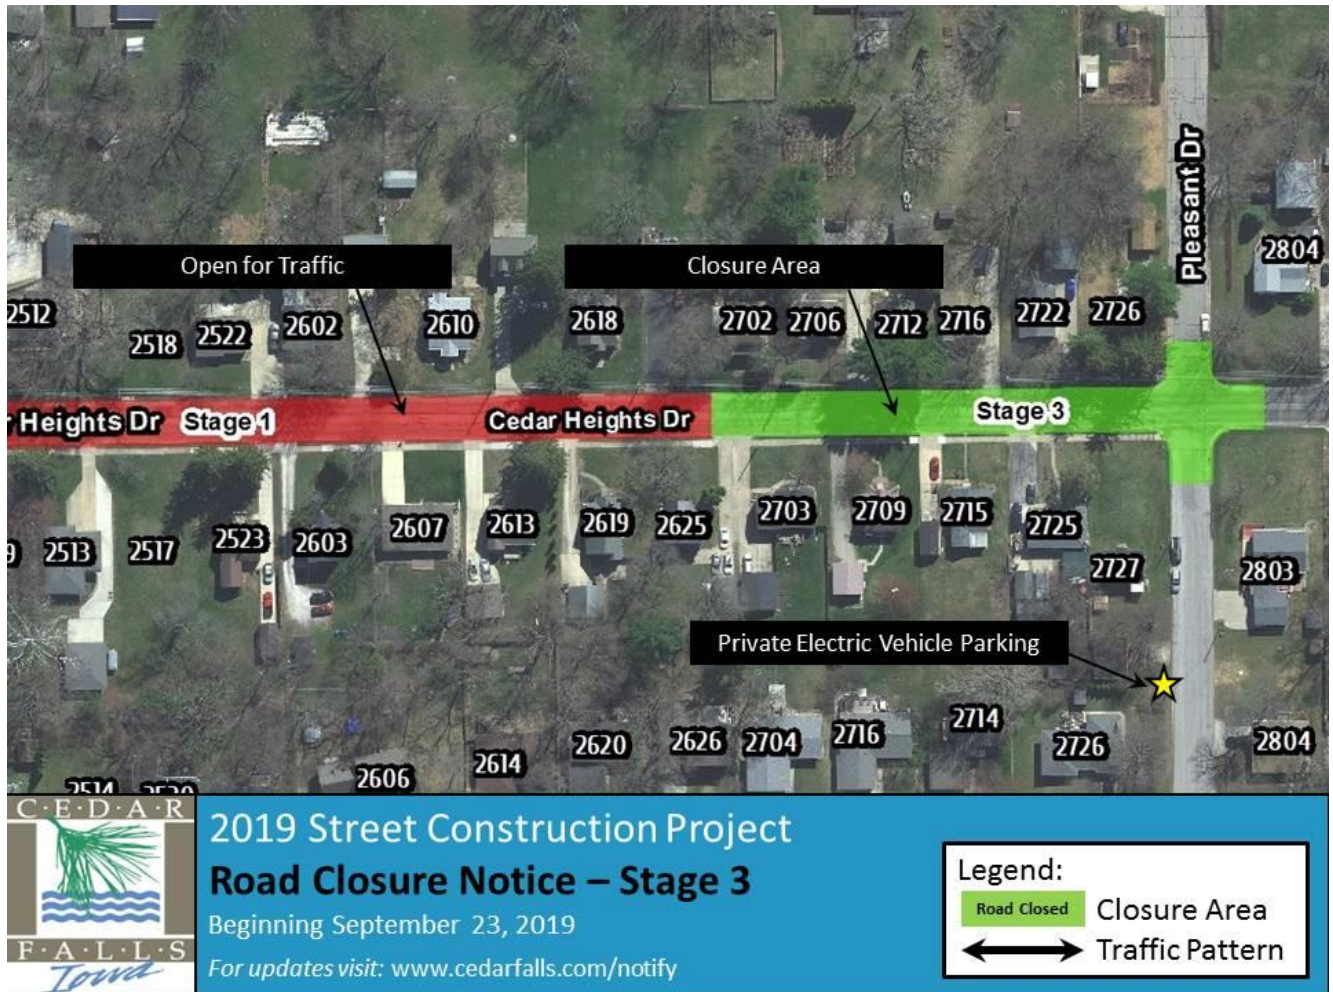 Pleasant Dr
2804
Open for Traffic
Closure Area
2512
2518
2522
2602
2610
2618
2702
2706
2712
2716
2722
2726
r Heights Dr
Stage 1
Cedar Heights Dr
Stage 3
9
2513
2517
2523
2603
2607
2613
2619
2625
2703
2709
2715
2725
2727
2803
Private Electric Vehicle Parking
2606
2614
2620
2626
2704
2716
2714
2726
2804
2514
C·E·D·A·R
F·A·L·L·S
Iowa
2019 Street Construction Project
Road Closure Notice – Stage 3
Beginning September 23, 2019
For updates visit: www.cedarfalls.com/notify
Legend:
Road Closed
Closure Area
Traffic Pattern